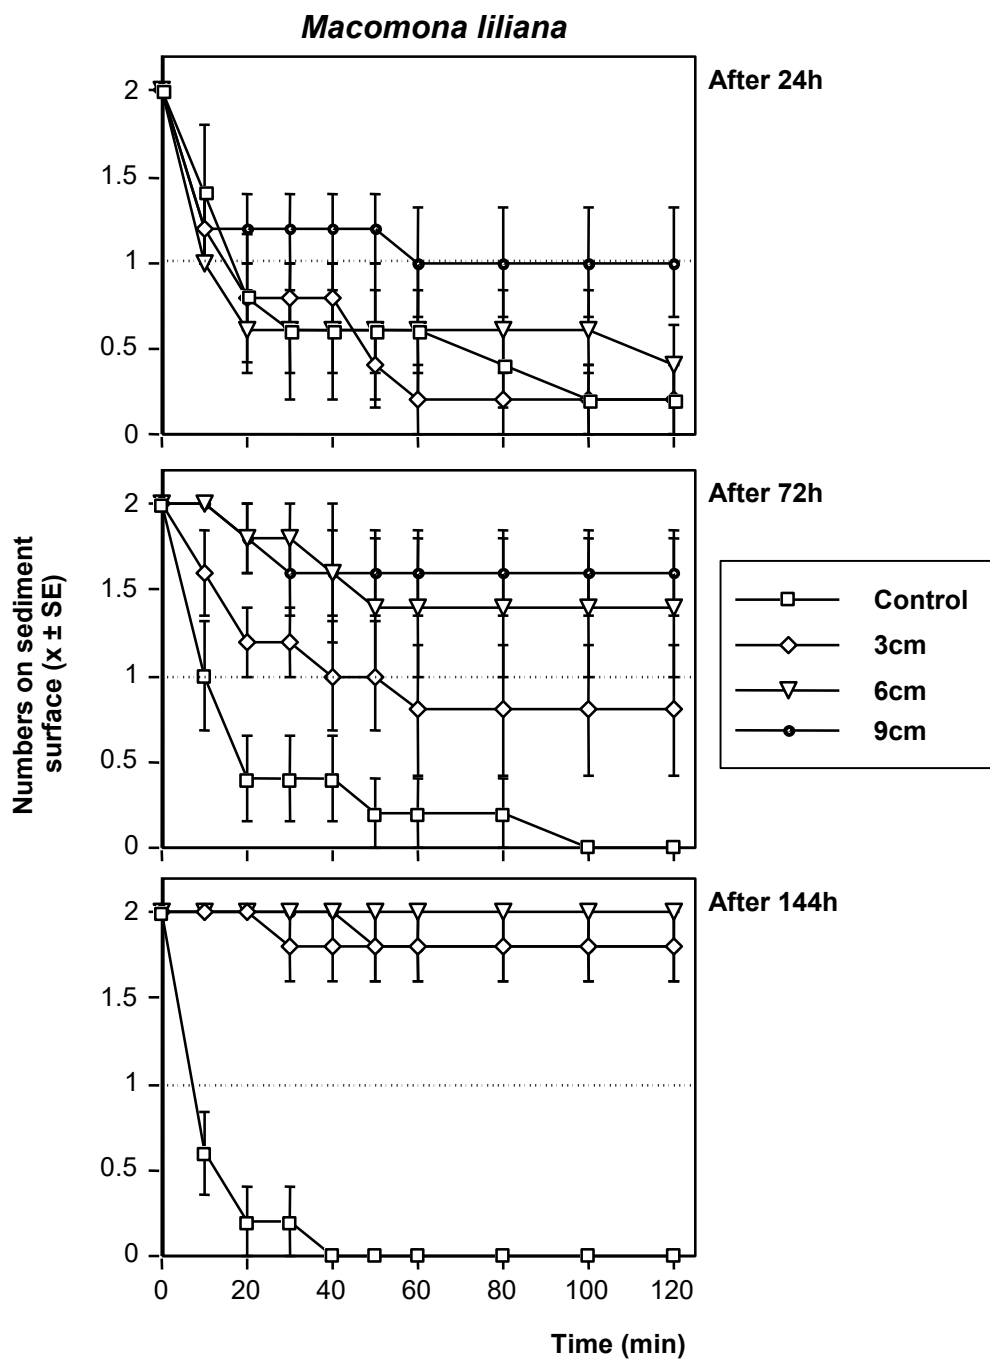 Macomona liliana
After 24h
2
1.5
1
0.5
0
After 72h
2
1.5
1
0.5
0
Numbers on sediment
surface (x ± SE)
Control
3cm
6cm
9cm
After 144h
2
1.5
1
0.5
0
0 20 40 60 80 100 120
Time (min)